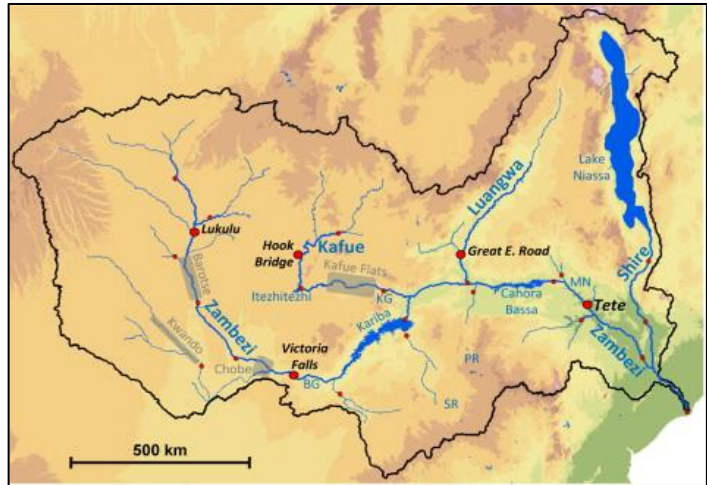 Lake
Niassa
Luangwa
Lukulu
Hook
Bridge
Kafue
Great E. Road
Shire
Barotse
Kafue Flats
Itezhitezhi
KG
Cahora
Bassa
MN
Tete
Kwando
Zambezi
Kariba
Zambezi
Victoria
Falls
Chobe
BG
PR
SR
500 km